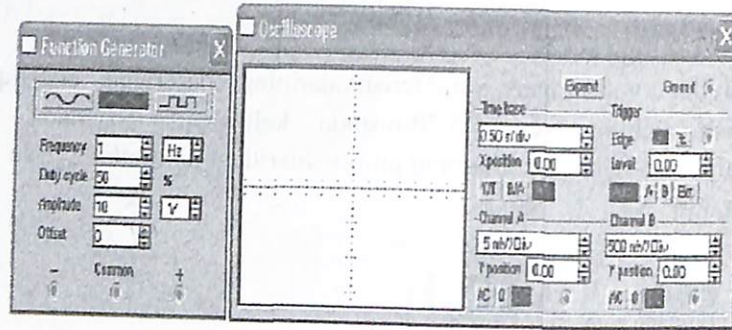 Function Generator X
Frequency 1 Hz
Duty cycle 50 %
Amplitude 10 V
Offset 0
- Common +
Oscilloscope X
Expand Ground
Time base Trigger
0.50 s/div Edge
X position 0.00 Level 0.00
Y/T B/A A B Ext
Channel A Channel B
5 mV/Div 500 mV/Div
Y position 0.00 Y position 0.00
AC 0 AC 0